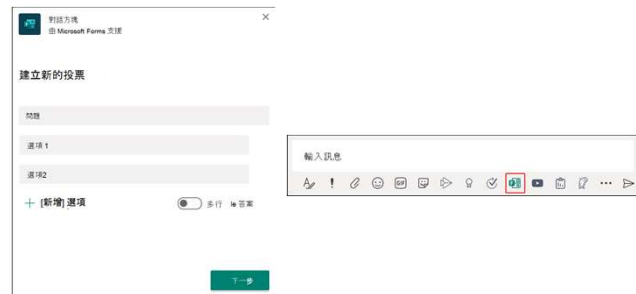 對話方塊
由 Microsoft Forms 支援
建立新的投票
問題
選項 1
選項2
[新增] 選項
多行 le 答案
下一步
輸入訊息
GIF